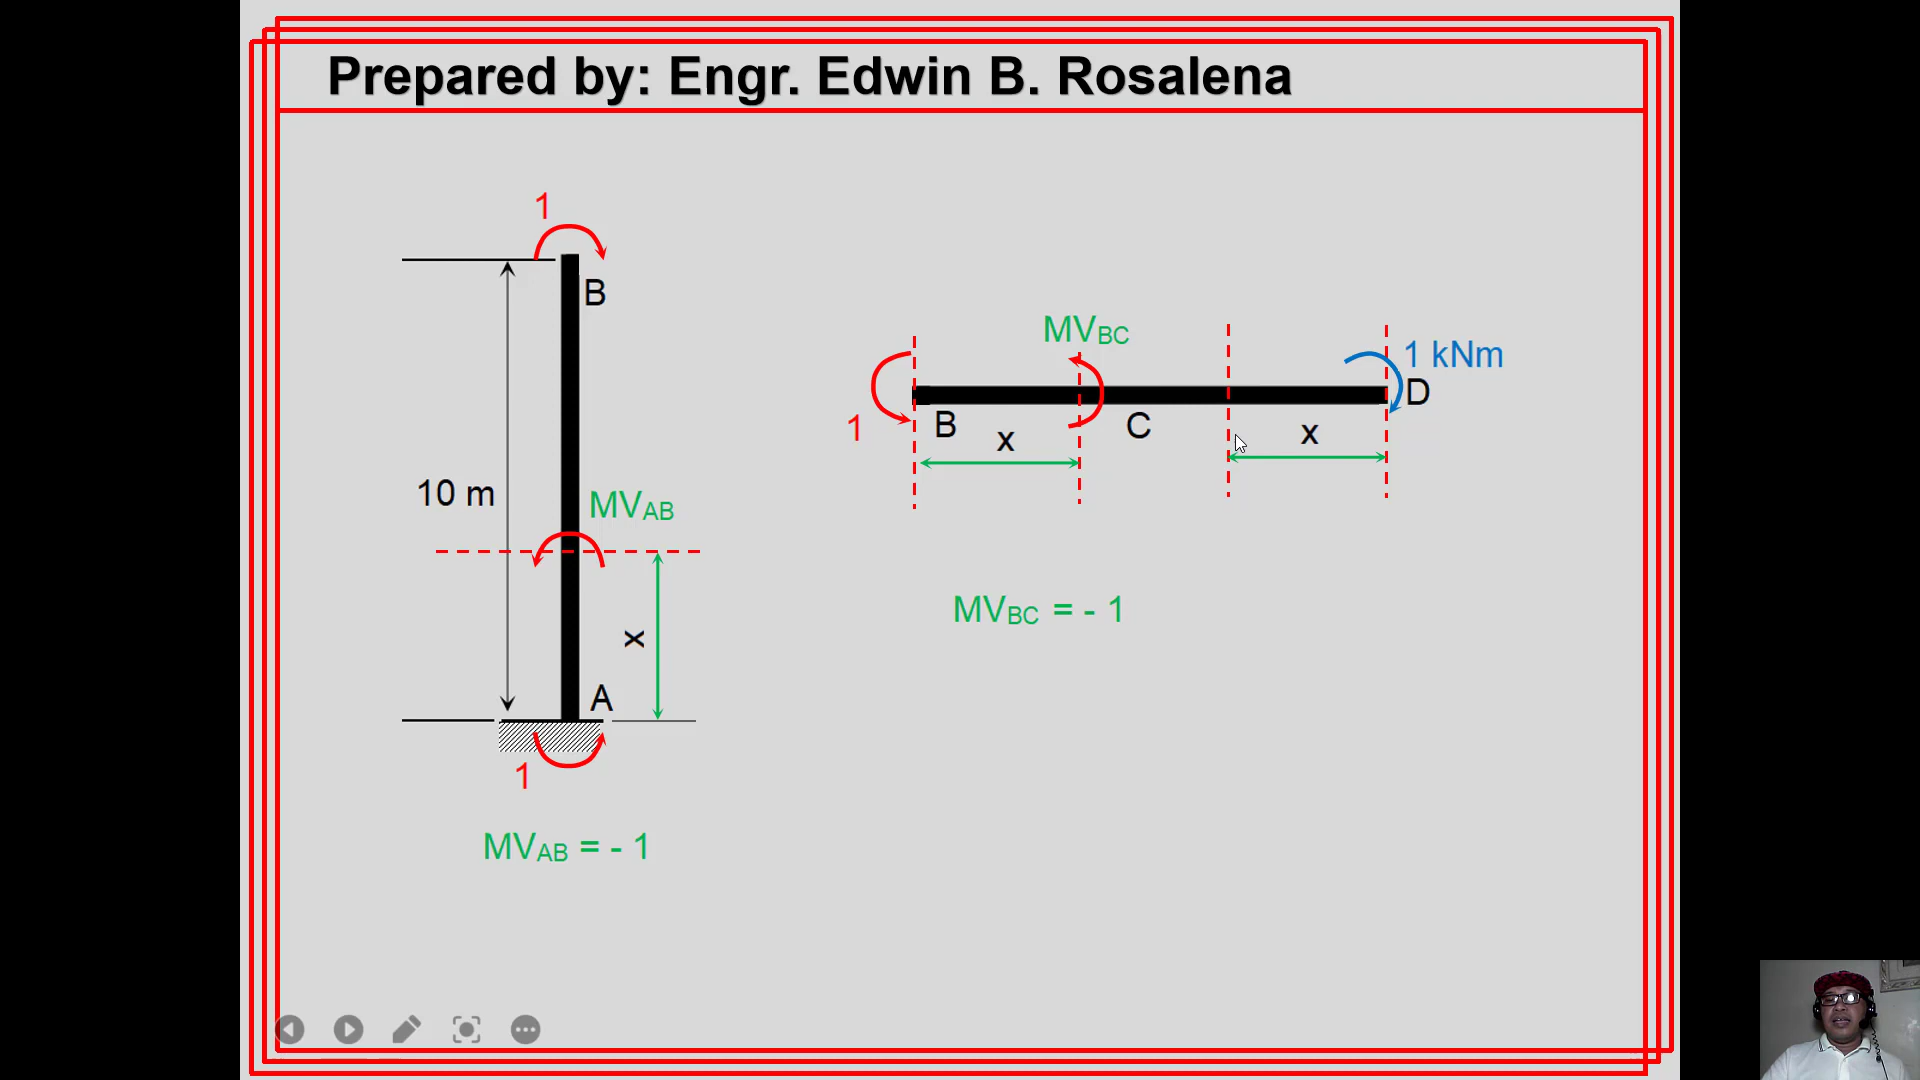 Prepared by: Engr. Edwin B. Rosalena
1
B
10 m
MVAB
x
A
1
MVAB = - 1
MVBC
1 kNm
D
1
B
x
C
x
MVBC = - 1